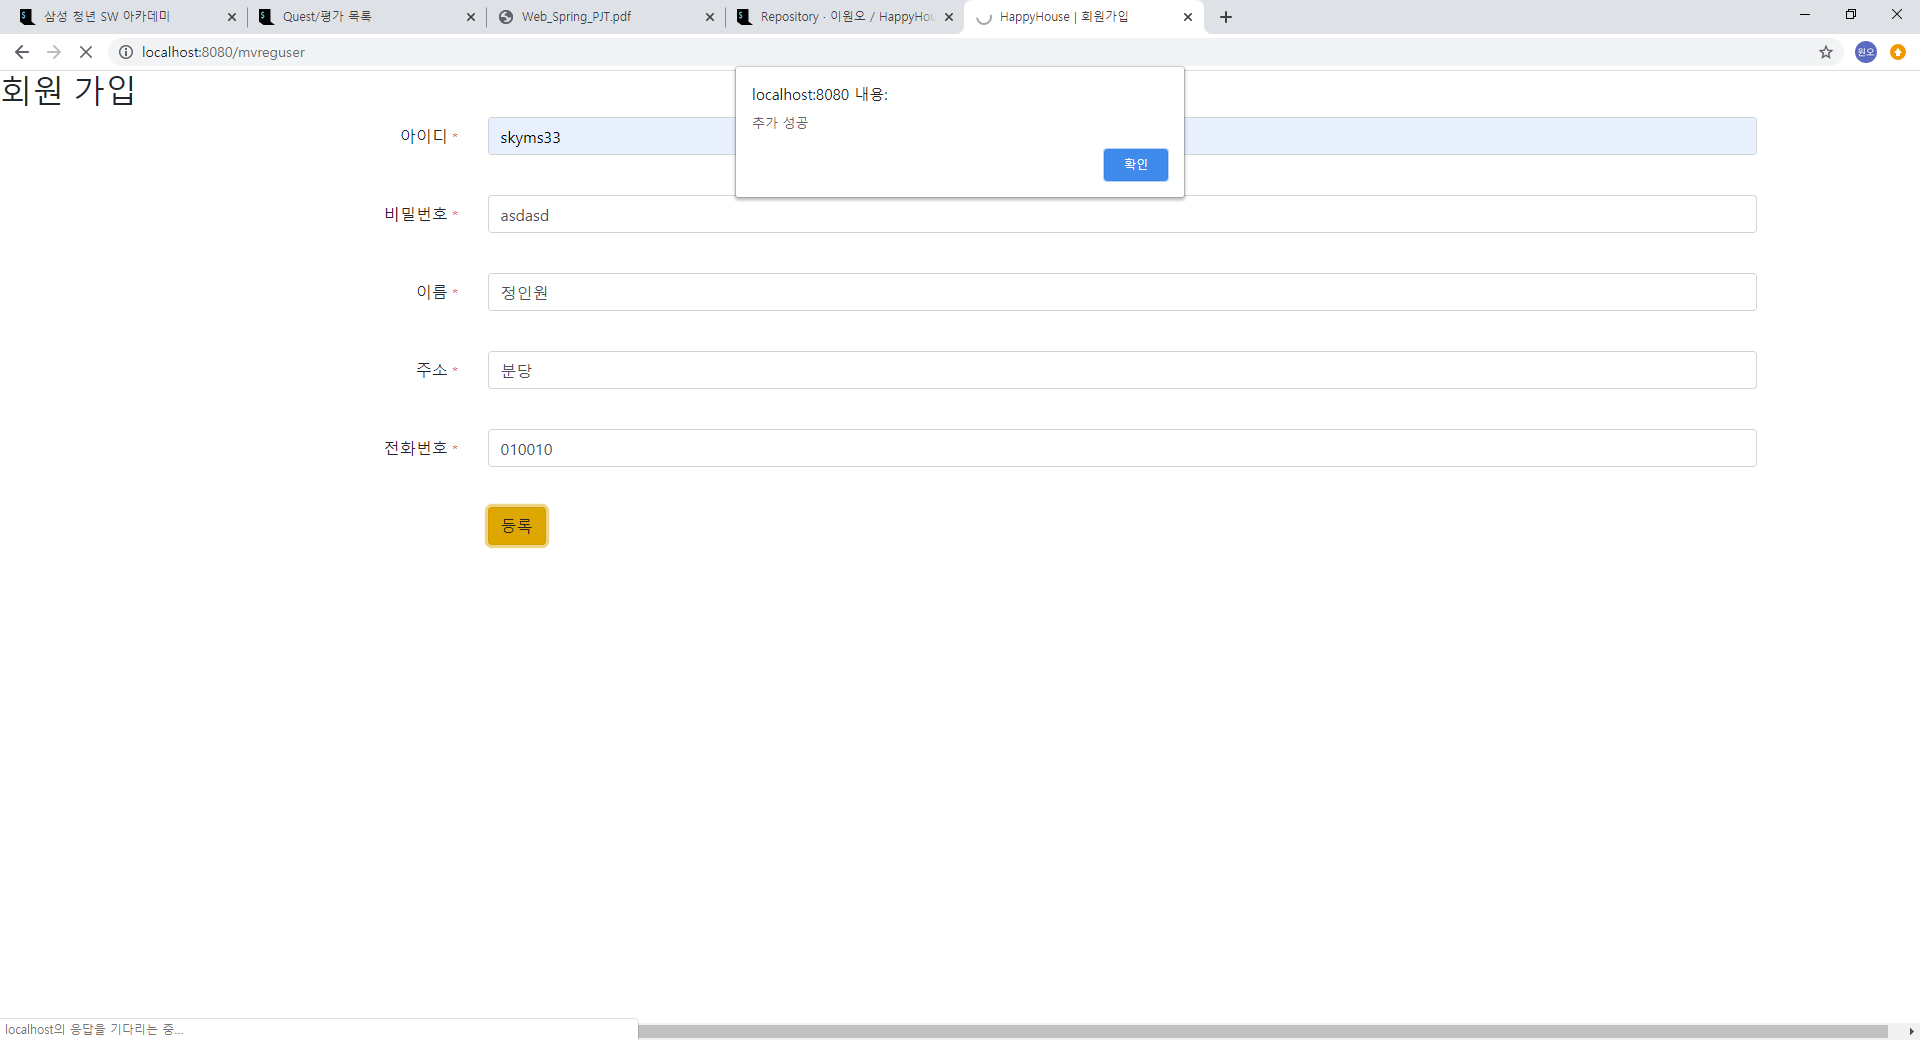 삼성 청년 SW 아카데미
Quest/평가 목록
Web_Spring_PJT.pdf
Repository · 이원오 / HappyHou
HappyHouse | 회원가입
localhost:8080/mvreguser
원오
회원 가입
localhost:8080 내용:
추가 성공
확인
아이디 *
skyms33
비밀번호 *
asdasd
이름 *
정인원
주소 *
분당
전화번호 *
010010
등록
localhost의 응답을 기다리는 중...